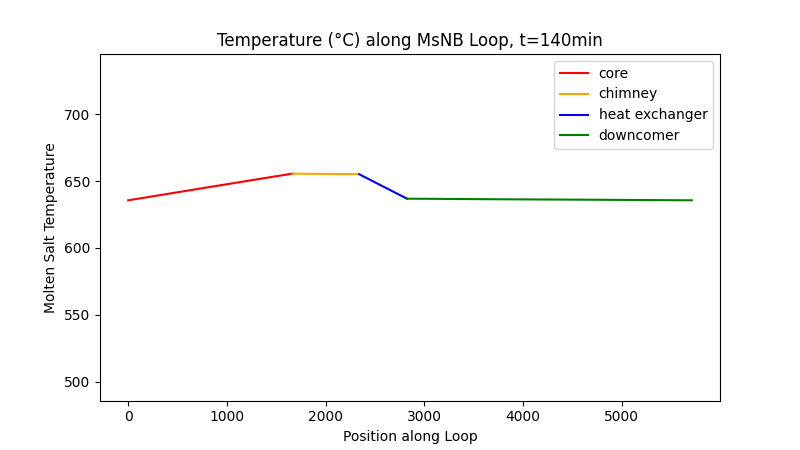 Temperature (°C) along MsNB Loop, t=140min
core
chimney
heat exchanger
downcomer
Molten Salt Temperature
700
650
600
550
500
0 1000 2000 3000 4000 5000
Position along Loop